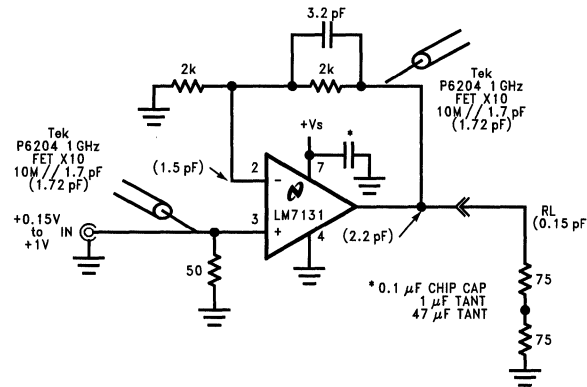 3.2 pF
2k
2k
Tek
P6204 1 GHz
FET X10
10M // 1.7 pF
(1.72 pF)
Tek
P6204 1 GHz
FET X10
10M // 1.7 pF
(1.72 pF)
+Vs
*
(1.5 pF)
2
7
-
LM7131
+0.15V
to
+1V
IN
3
+
4
(2.2 pF)
RL
(0.15 pF
50
75
* 0.1 μF CHIP CAP
1 μF TANT
47 μF TANT
75